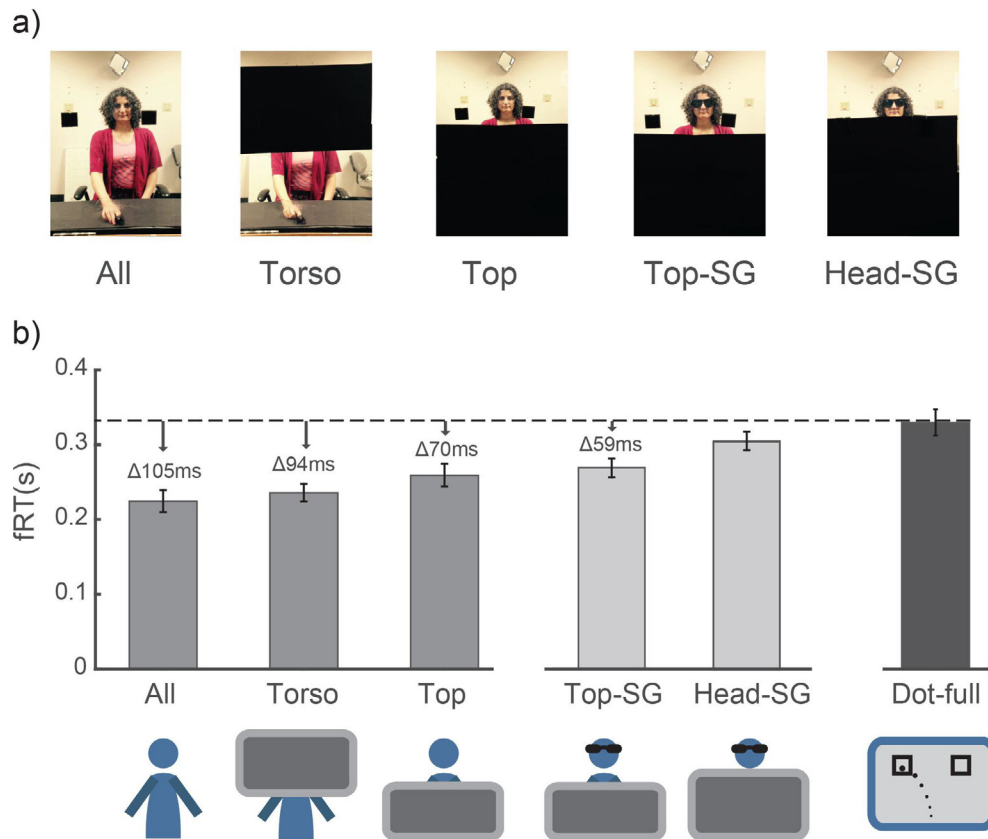 a)
All Torso Top Top-SG Head-SG
b)
fRT(s)
0.4
0.3
0.2
0.1
0
Δ105ms Δ94ms Δ70ms Δ59ms
All Torso Top Top-SG Head-SG Dot-full